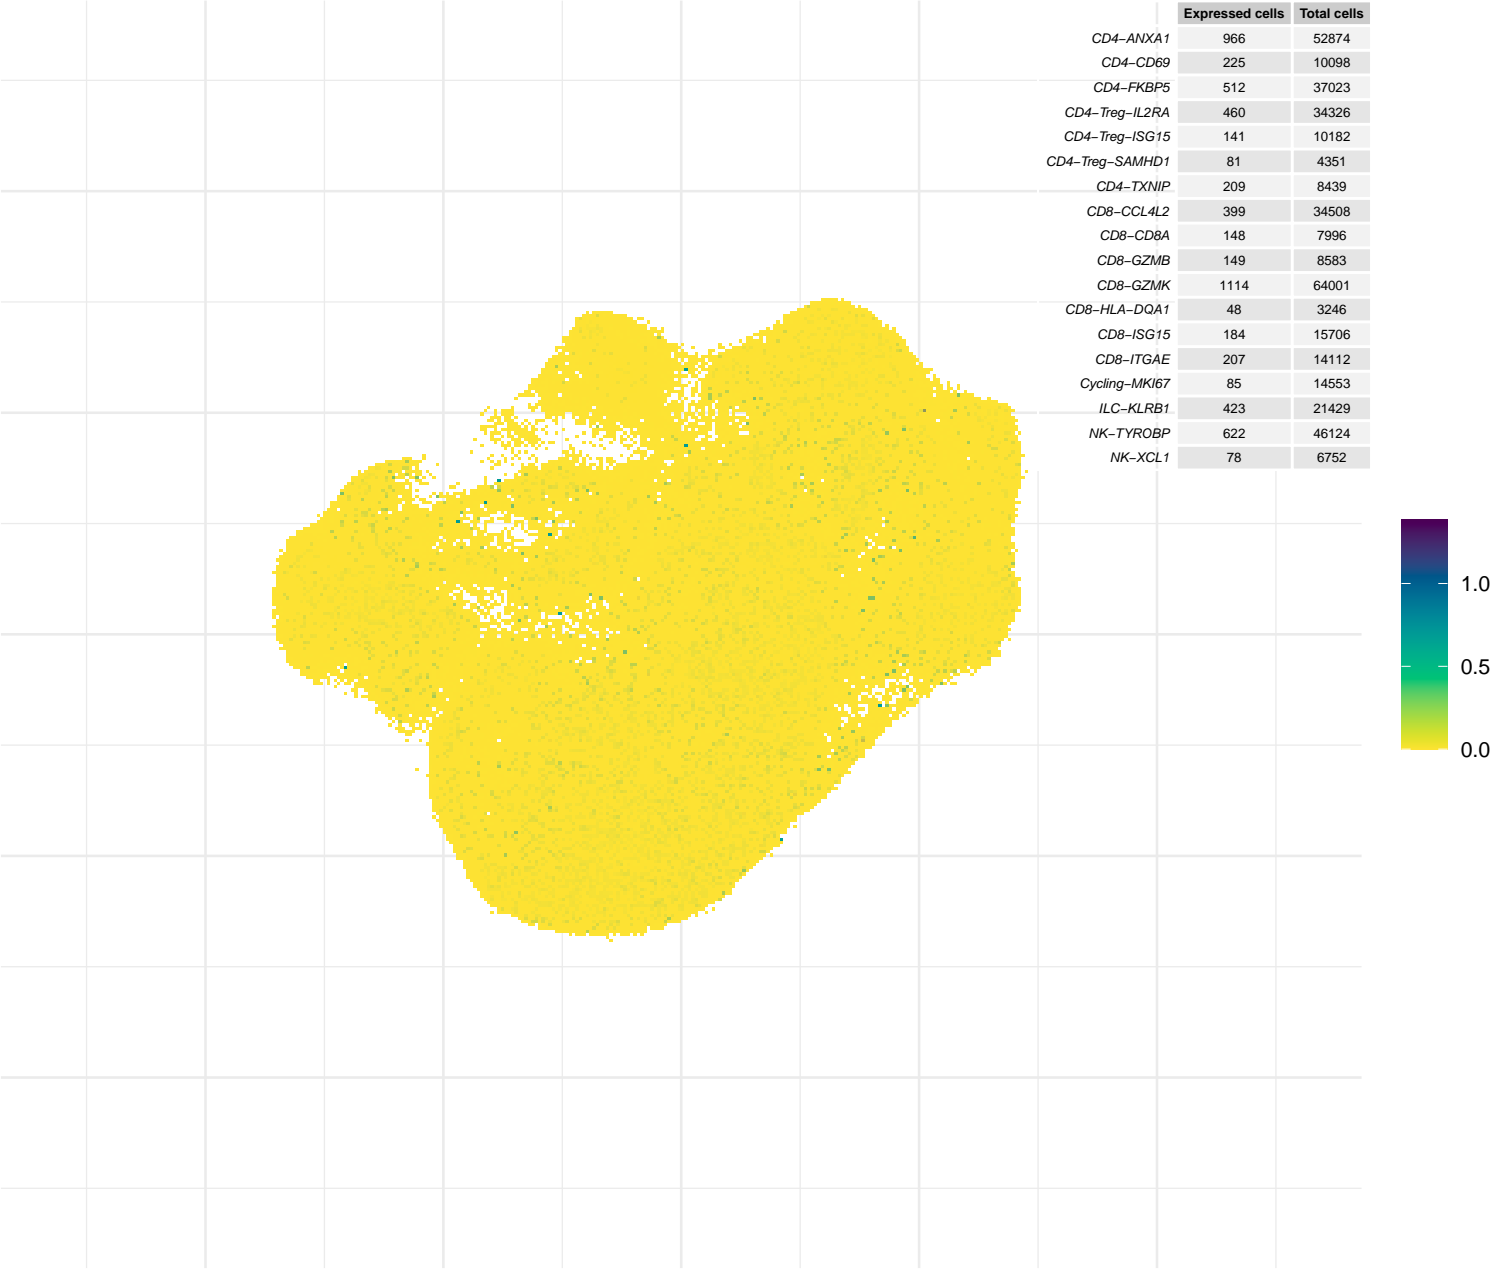 Expressed cells Total cells
CD4−ANXA1 966 52874
CD4−CD69 225 10098
CD4−FKBP5 512 37023
CD4−Treg−IL2RA 460 34326
CD4−Treg−ISG15 141 10182
CD4−Treg−SAMHD1 81 4351
CD4−TXNIP 209 8439
CD8−CCL4L2 399 34508
CD8−CD8A 148 7996
CD8−GZMB 149 8583
CD8−GZMK 1114 64001
CD8−HLA−DQA1 48 3246
CD8−ISG15 184 15706
CD8−ITGAE 207 14112
Cycling−MKI67 85 14553
ILC−KLRB1 423 21429
NK−TYROBP 622 46124
NK−XCL1 78 6752
1.0
0.5
0.0